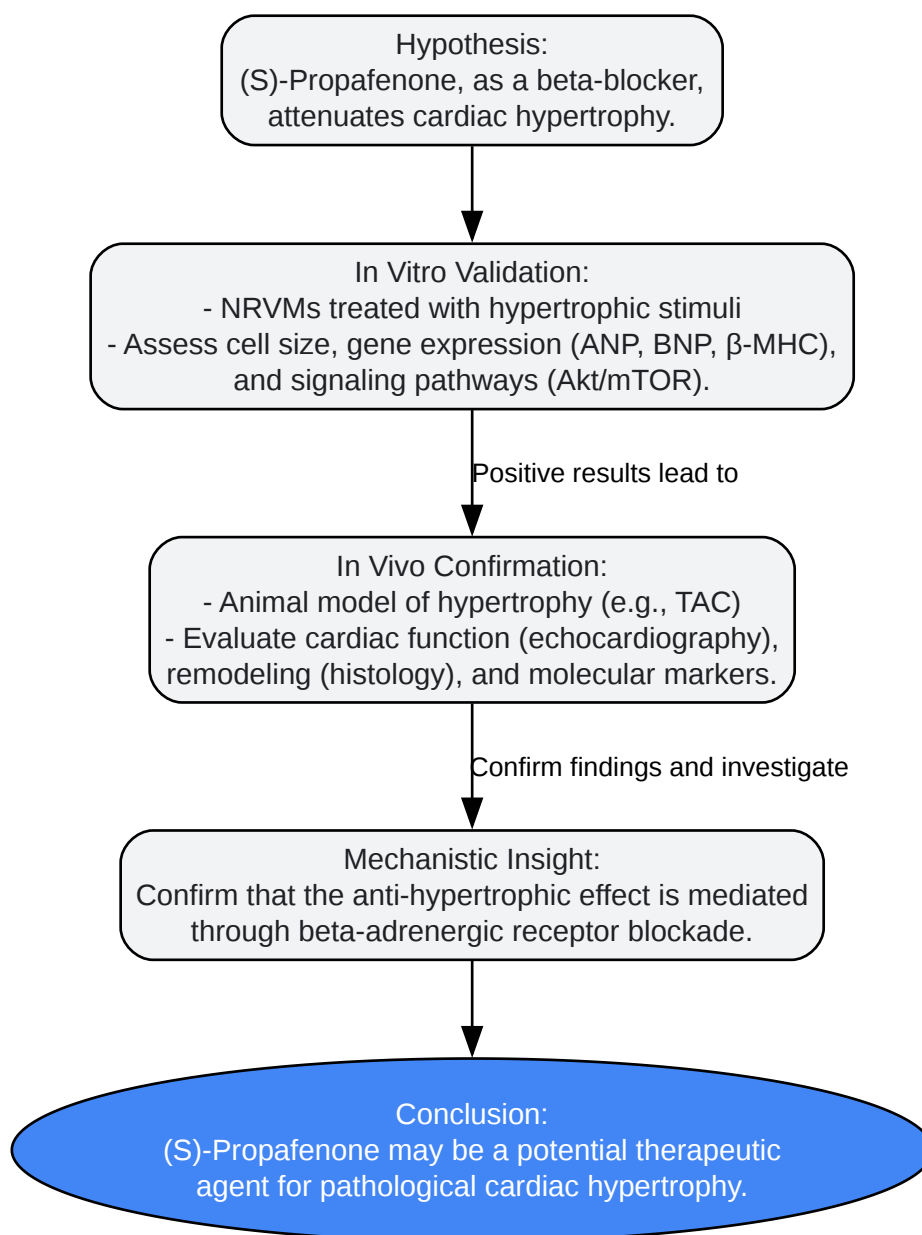 Hypothesis:
(S)-Propafenone, as a beta-blocker,
attenuates cardiac hypertrophy.
In Vitro Validation:
- NRVMs treated with hypertrophic stimuli
- Assess cell size, gene expression (ANP, BNP, β-MHC),
and signaling pathways (Akt/mTOR).
Positive results lead to
In Vivo Confirmation:
- Animal model of hypertrophy (e.g., TAC)
- Evaluate cardiac function (echocardiography),
remodeling (histology), and molecular markers.
Confirm findings and investigate
Mechanistic Insight:
Confirm that the anti-hypertrophic effect is mediated
through beta-adrenergic receptor blockade.
Conclusion:
(S)-Propafenone may be a potential therapeutic
agent for pathological cardiac hypertrophy.